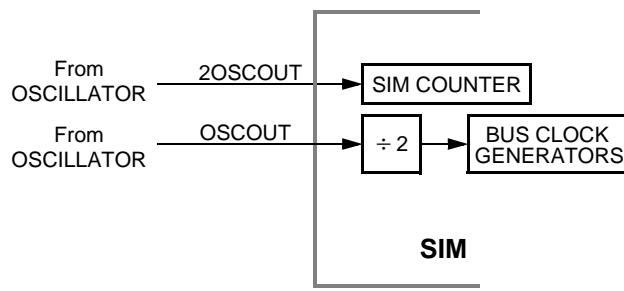 From
OSCILLATOR
2OSCOUT
SIM COUNTER
From
OSCILLATOR
OSCOUT
÷ 2
BUS CLOCK
GENERATORS
SIM